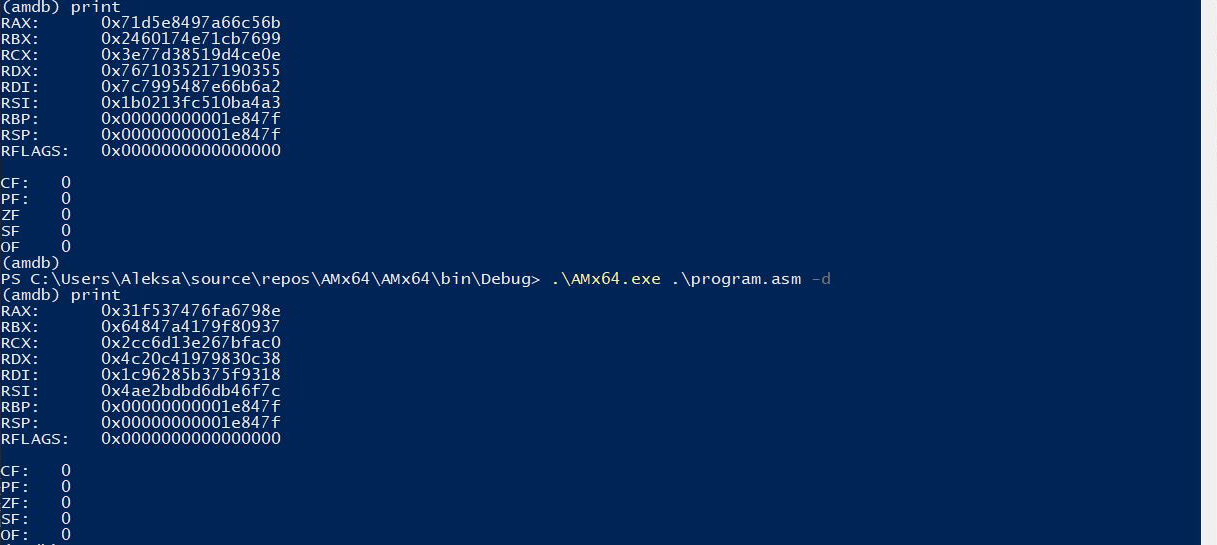 (amdb) print
RAX: 0x71d5e8497a66c56b
RBX: 0x2460174e71cb7699
RCX: 0x3e77d38519d4ce0e
RDX: 0x7671035217190355
RDI: 0x7c7995487e66b6a2
RSI: 0x1b0213fc510ba4a3
RBP: 0x00000000001e847f
RSP: 0x00000000001e847f
RFLAGS: 0x0000000000000000
CF: 0
PF: 0
ZF 0
SF 0
OF 0
(amdb)
PS C:\Users\Aleksa\source\repos\AMx64\AMx64\bin\Debug> .\AMx64.exe .\program.asm -d
(amdb) print
RAX: 0x31f537476fa6798e
RBX: 0x64847a4179f80937
RCX: 0x2cc6d13e267bfac0
RDX: 0x4c20c41979830c38
RDI: 0x1c96285b375f9318
RSI: 0x4ae2bdbd6db46f7c
RBP: 0x00000000001e847f
RSP: 0x00000000001e847f
RFLAGS: 0x0000000000000000
CF: 0
PF: 0
ZF: 0
SF: 0
OF: 0